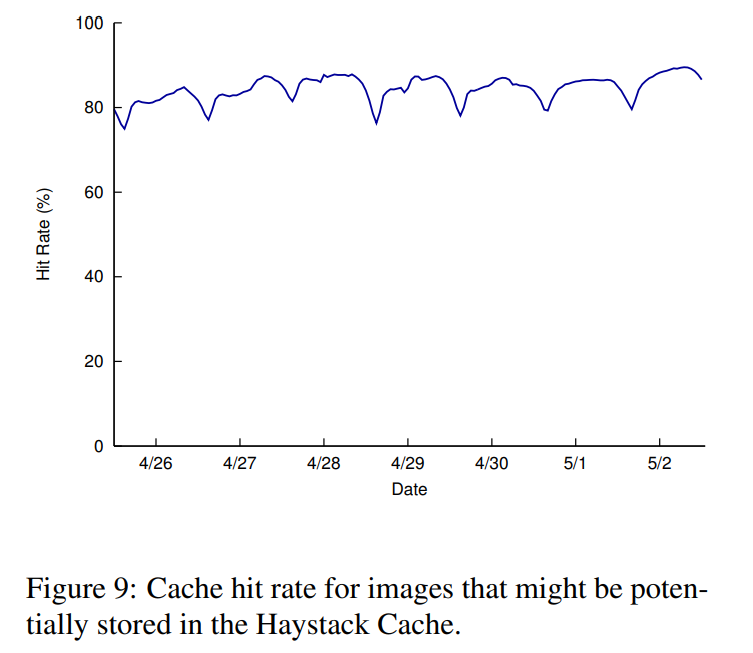 100
80
60
40
20
0
Hit Rate (%)
4/26 4/27 4/28 4/29 4/30 5/1 5/2
Date
Figure 9: Cache hit rate for images that might be poten-
tially stored in the Haystack Cache.